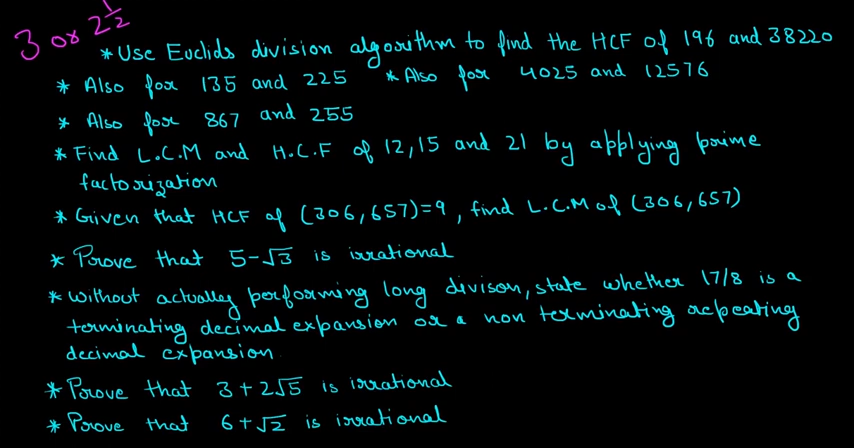 3 or 2 1/2
* Use Euclids division algorithm to find the HCF of 196 and 38220
* Also for 135 and 225 * Also for 4025 and 12576
* Also for 867 and 255
* Find L.C.M and H.C.F of 12, 15 and 21 by applying prime
factorization
* Given that HCF of (306, 657) = 9, find L.C.M of (306, 657)
* Prove that 5-√3 is irrational
* Without actually performing long divison, state whether 17/8 is a
terminating decimal expansion or a non terminating repeating
decimal expansion.
* Prove that 3 + 2√5 is irrational
* Prove that 6 + √2 is irrational